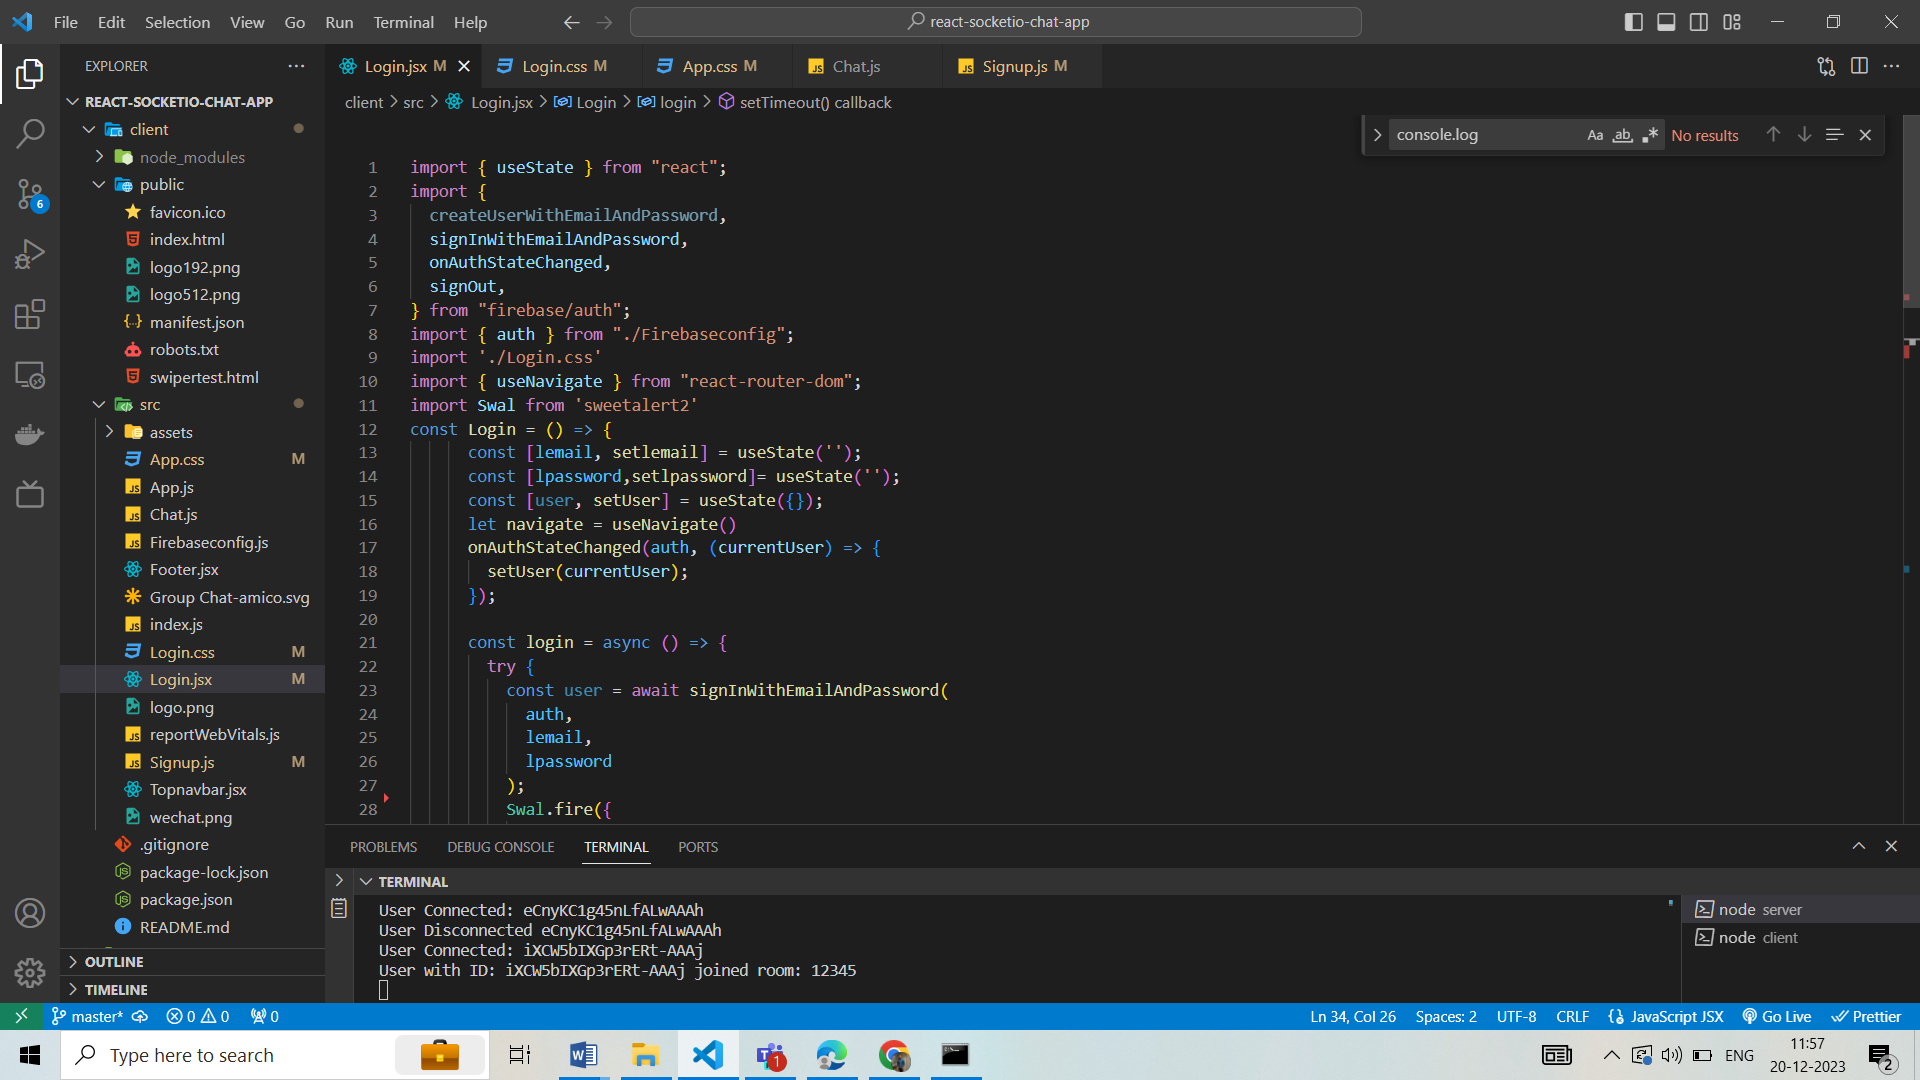 File Edit Selection View Go Run Terminal Help
react-socketio-chat-app
EXPLORER
REACT-SOCKETIO-CHAT-APP
client
node_modules
public
favicon.ico
index.html
logo192.png
logo512.png
manifest.json
robots.txt
swipertest.html
src
assets
App.css M
App.js
Chat.js
Firebaseconfig.js
Footer.jsx
Group Chat-amico.svg
index.js
Login.css M
Login.jsx M
logo.png
reportWebVitals.js
Signup.js M
Topnavbar.jsx
wechat.png
.gitignore
package-lock.json
package.json
README.md
OUTLINE
TIMELINE
6
Login.jsx M Login.css M App.css M Chat.js Signup.js M
client > src > Login.jsx > Login > login > setTimeout() callback
console.log Aa ab No results
1 import { useState } from "react";
2 import {
3 createUserWithEmailAndPassword,
4 signInWithEmailAndPassword,
5 onAuthStateChanged,
6 signOut,
7 } from "firebase/auth";
8 import { auth } from "./Firebaseconfig";
9 import './Login.css'
10 import { useNavigate } from "react-router-dom";
11 import Swal from 'sweetalert2'
12 const Login = () => {
13 const [lemail, setlemail] = useState('');
14 const [lpassword,setlpassword]= useState('');
15 const [user, setUser] = useState({});
16 let navigate = useNavigate()
17 onAuthStateChanged(auth, (currentUser) => {
18 setUser(currentUser);
19 });
20
21 const login = async () => {
22 try {
23 const user = await signInWithEmailAndPassword(
24 auth,
25 lemail,
26 lpassword
27 );
28 Swal.fire({
PROBLEMS DEBUG CONSOLE TERMINAL PORTS
TERMINAL
User Connected: eCnyKC1g45nLfALwAAAh
User Disconnected eCnyKC1g45nLfALwAAAh
User Connected: iXCW5bIXGp3rERt-AAAj
User with ID: iXCW5bIXGp3rERt-AAAj joined room: 12345
node server
node client
master* 0 0 0 Ln 34, Col 26 Spaces: 2 UTF-8 CRLF JavaScript JSX Go Live Prettier
Type here to search 1 ENG 11:57
20-12-2023 2